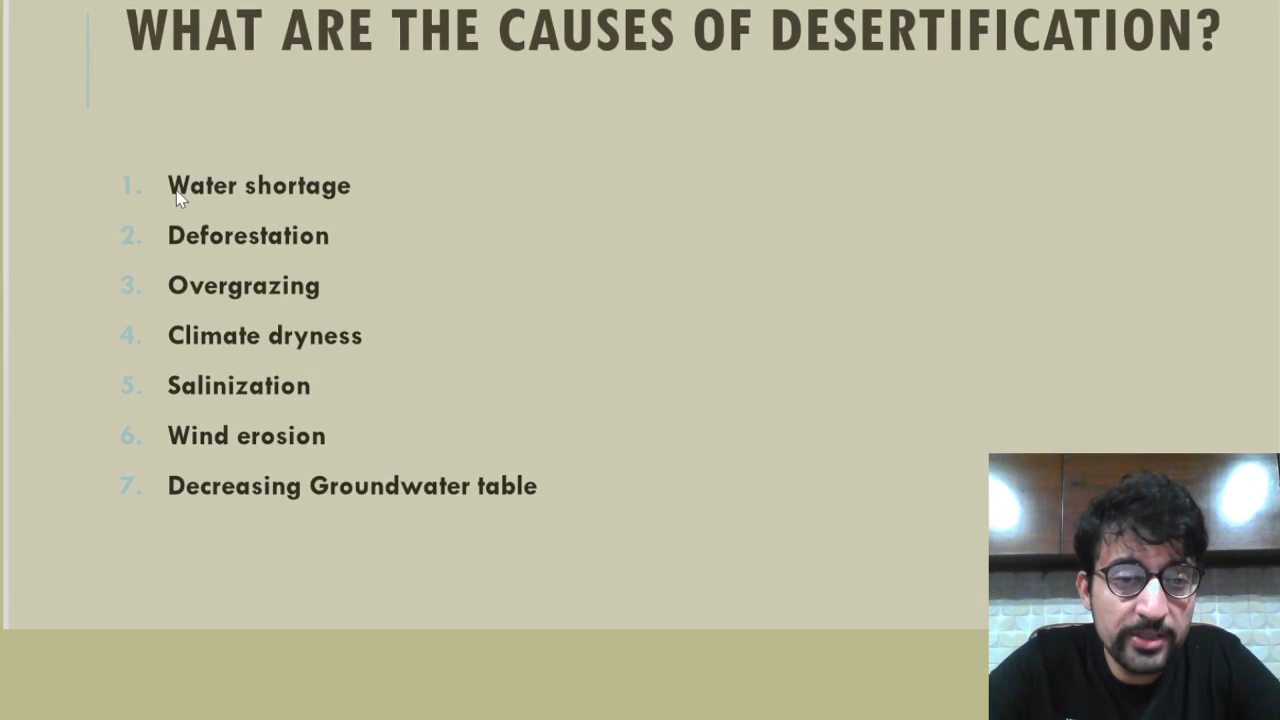 WHAT ARE THE CAUSES OF DESERTIFICATION?
1. Water shortage
2. Deforestation
3. Overgrazing
4. Climate dryness
5. Salinization
6. Wind erosion
7. Decreasing Groundwater table